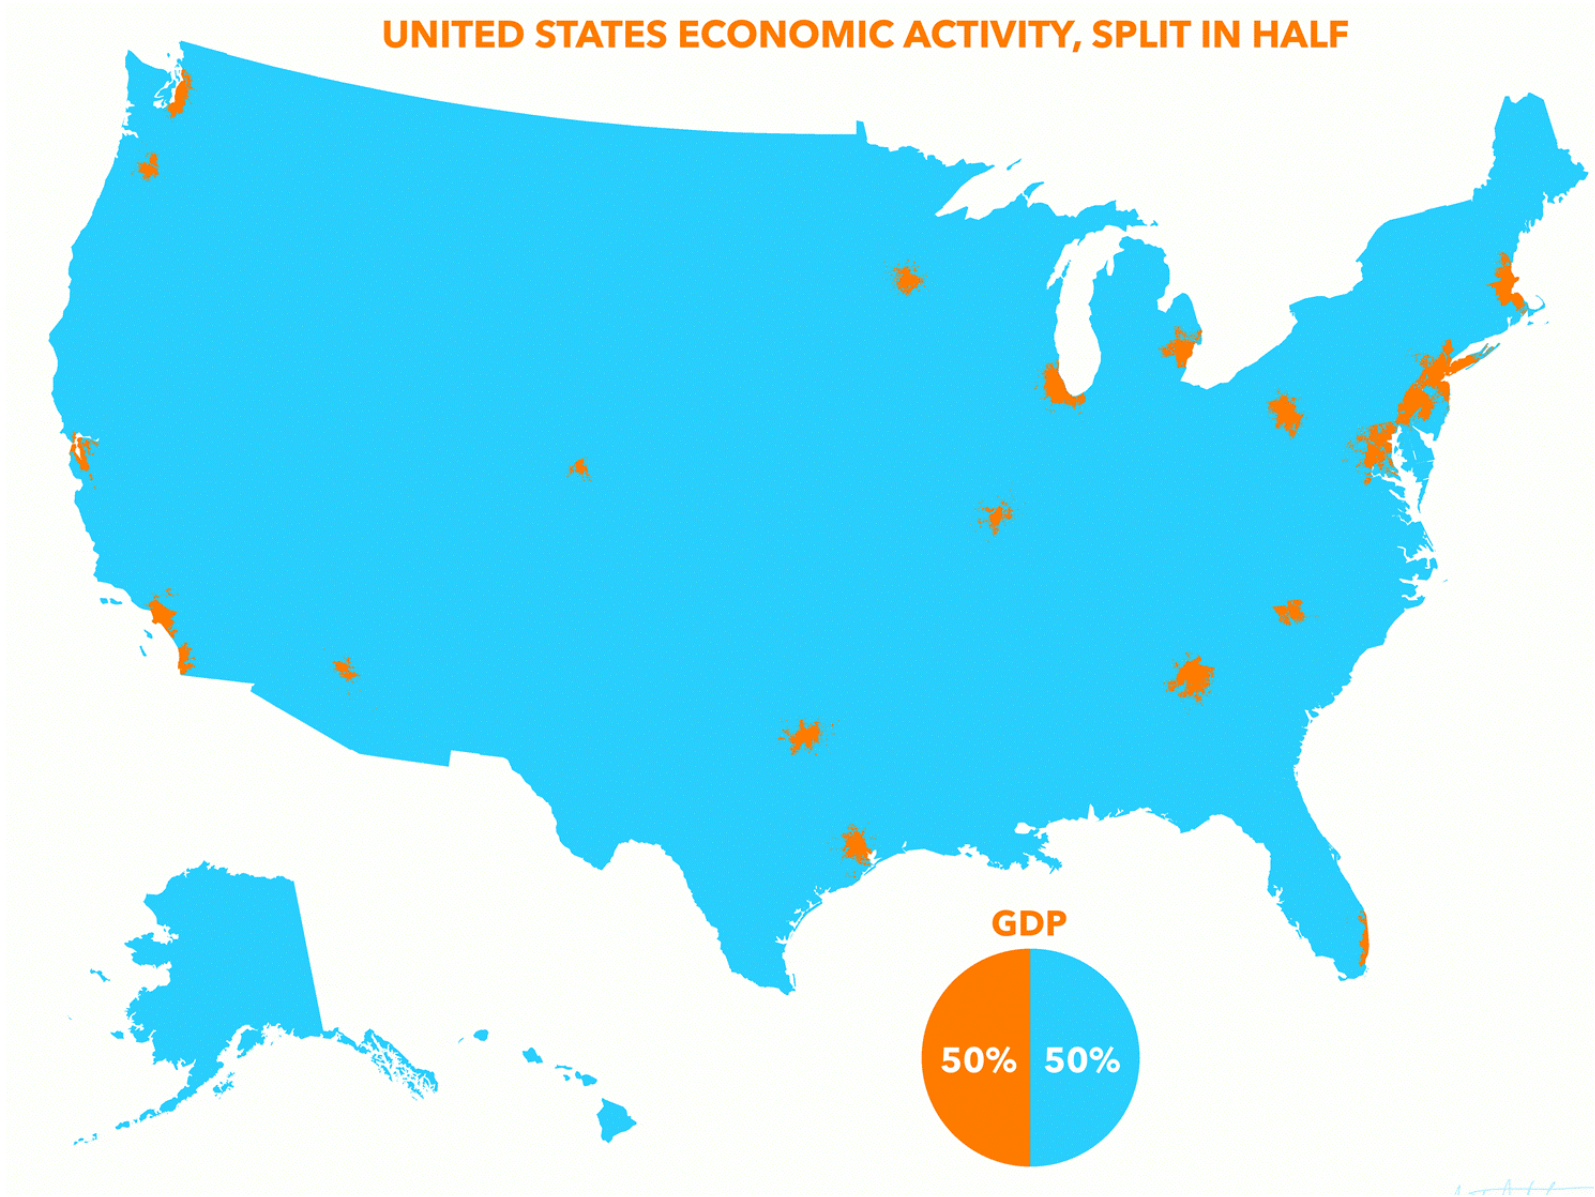 UNITED STATES ECONOMIC ACTIVITY, SPLIT IN HALF
GDP
50% 50%